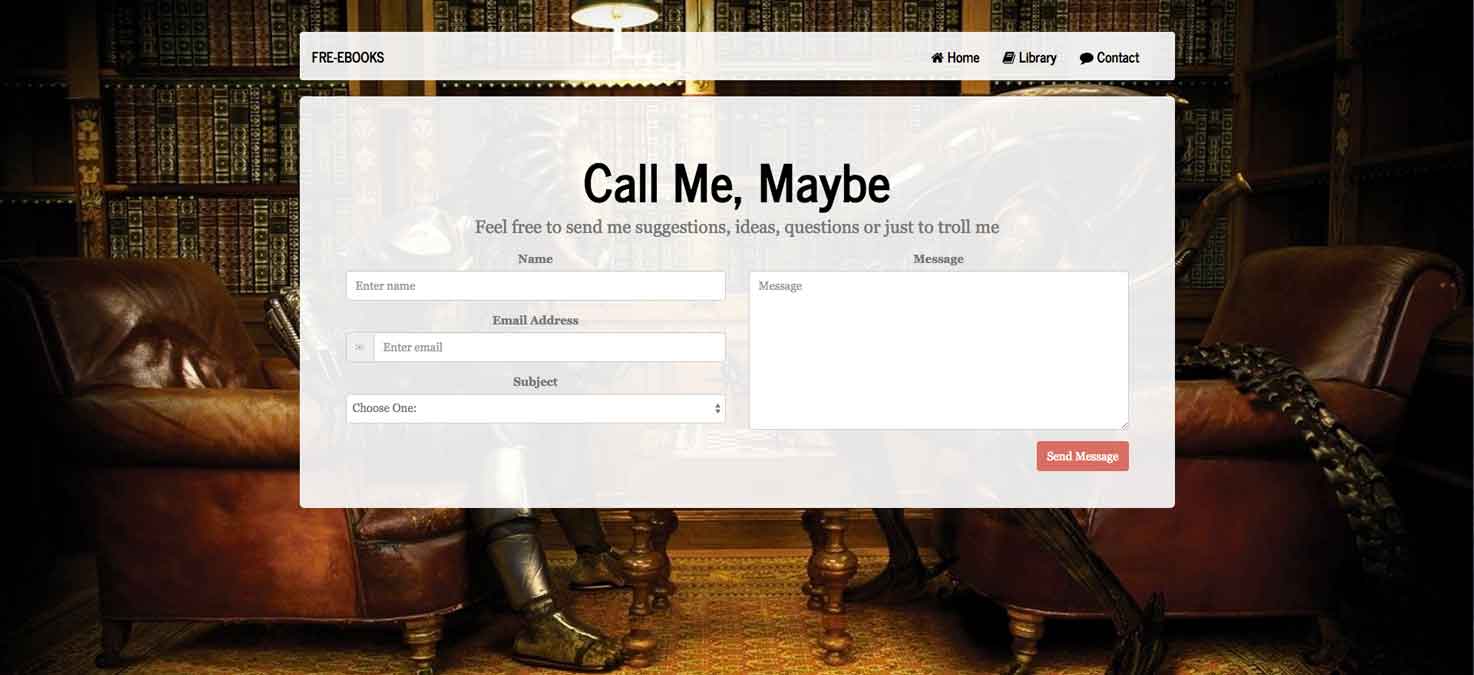 FRE-EBOOKS
Home
Library
Contact
Call Me, Maybe
Feel free to send me suggestions, ideas, questions or just to troll me
Name
Enter name
Email Address
Enter email
Subject
Choose One:
Message
Message
Send Message